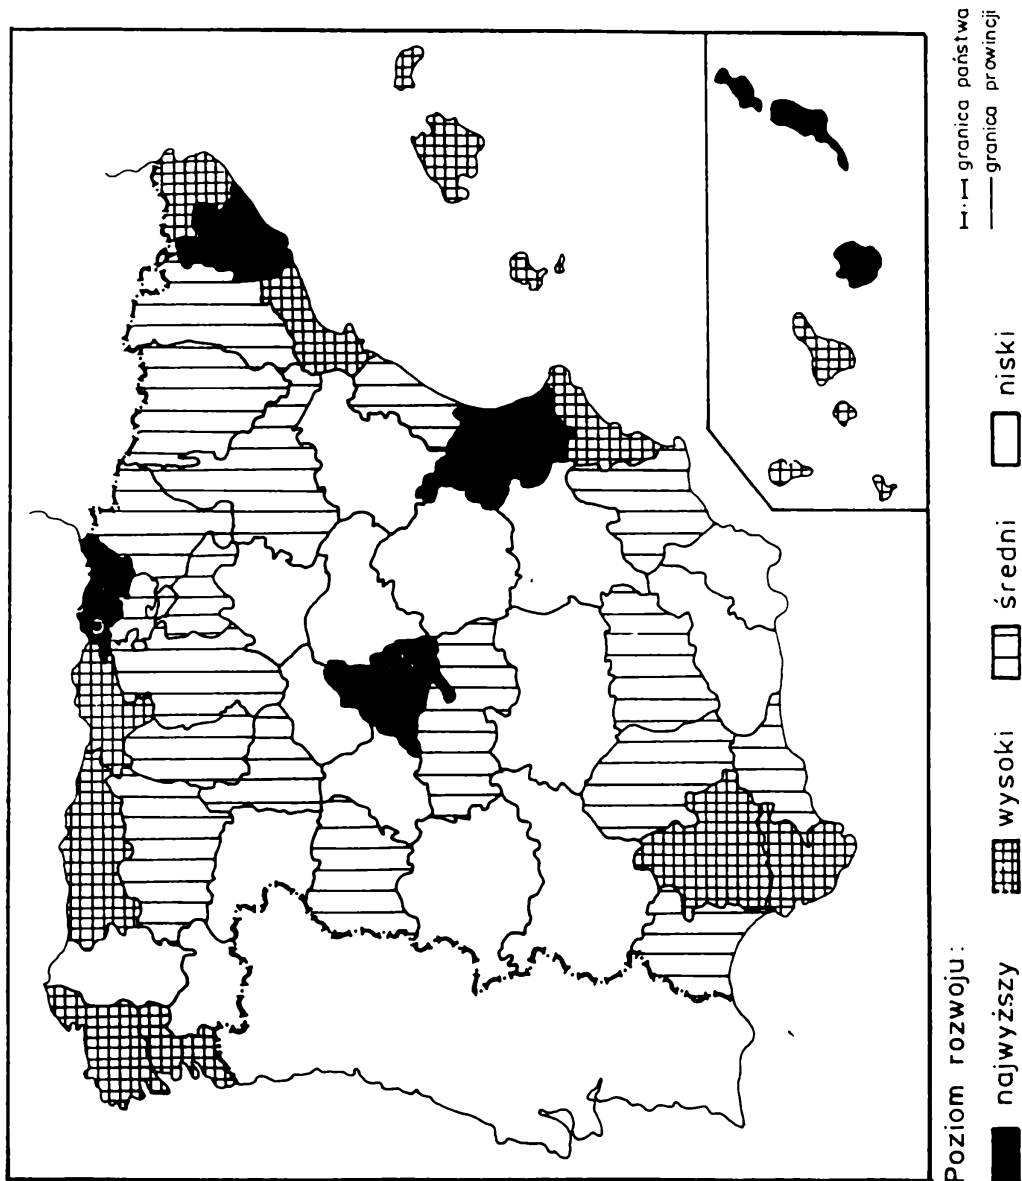 Poziom rozwoju:
najwyższy
wysoki
średni
niski
granica państwa
granica prowincji